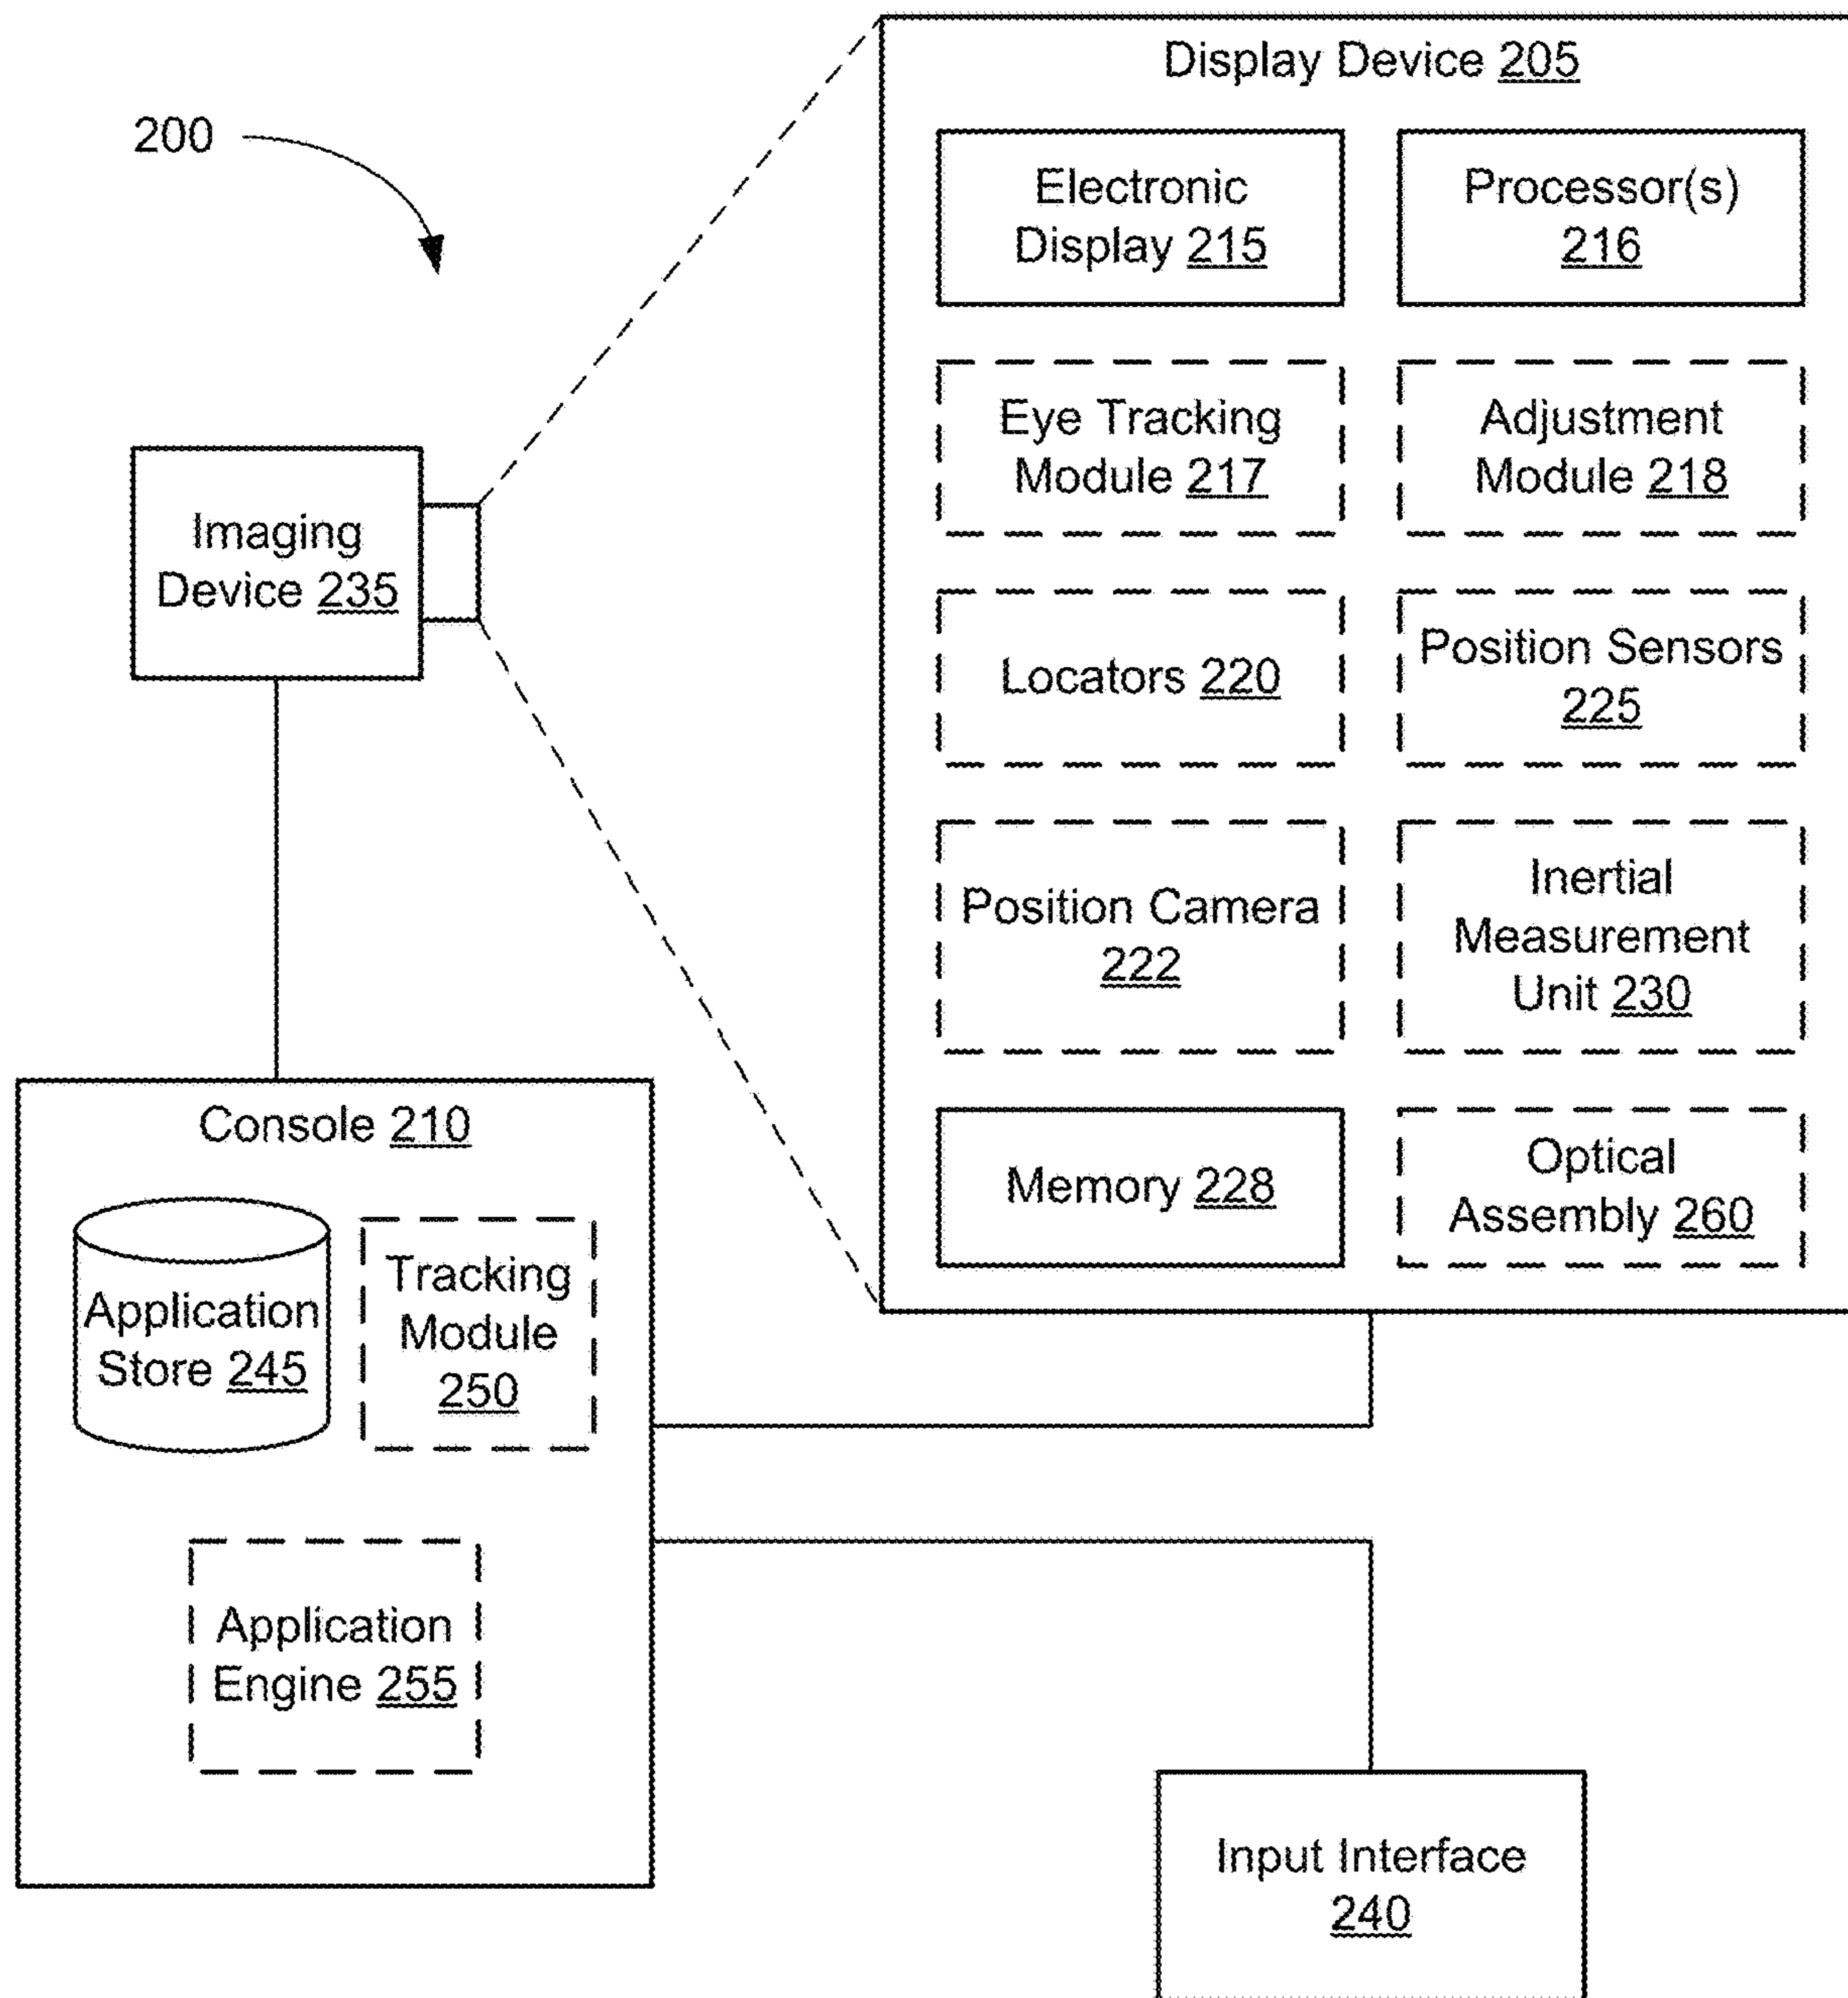 Display Device 205
200
Electronic
Display 215
Processor(s)
216
Eye Tracking
Module 217
Adjustment
Module 218
Imaging
Device 235
Locators 220
Position Sensors
225
Position Camera
222
Inertial
Measurement
Unit 230
Console 210
Memory 228
Optical
Assembly 260
Application
Store 245
Tracking
Module
250
Application
Engine 255
Input Interface
240